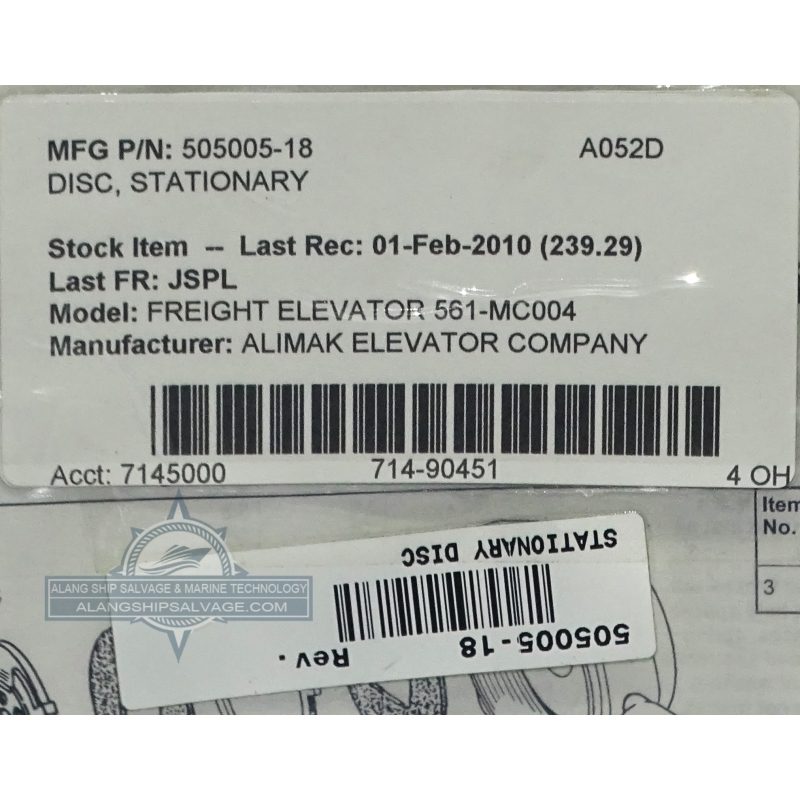 MFG P/N: 505005-18 A052D
DISC, STATIONARY
Stock Item -- Last Rec: 01-Feb-2010 (239.29)
Last FR: JSPL
Model: FREIGHT ELEVATOR 561-MC004
Manufacturer: ALIMAK ELEVATOR COMPANY
714-90451
Acct: 7145000 4 OH
Item
No.
3
ALANG SHIP SALVAGE & MARINE TECHNOLOGY
ALANGSHIPSALVAGE.COM
505005-18 Rev.
STATIONARY DISC